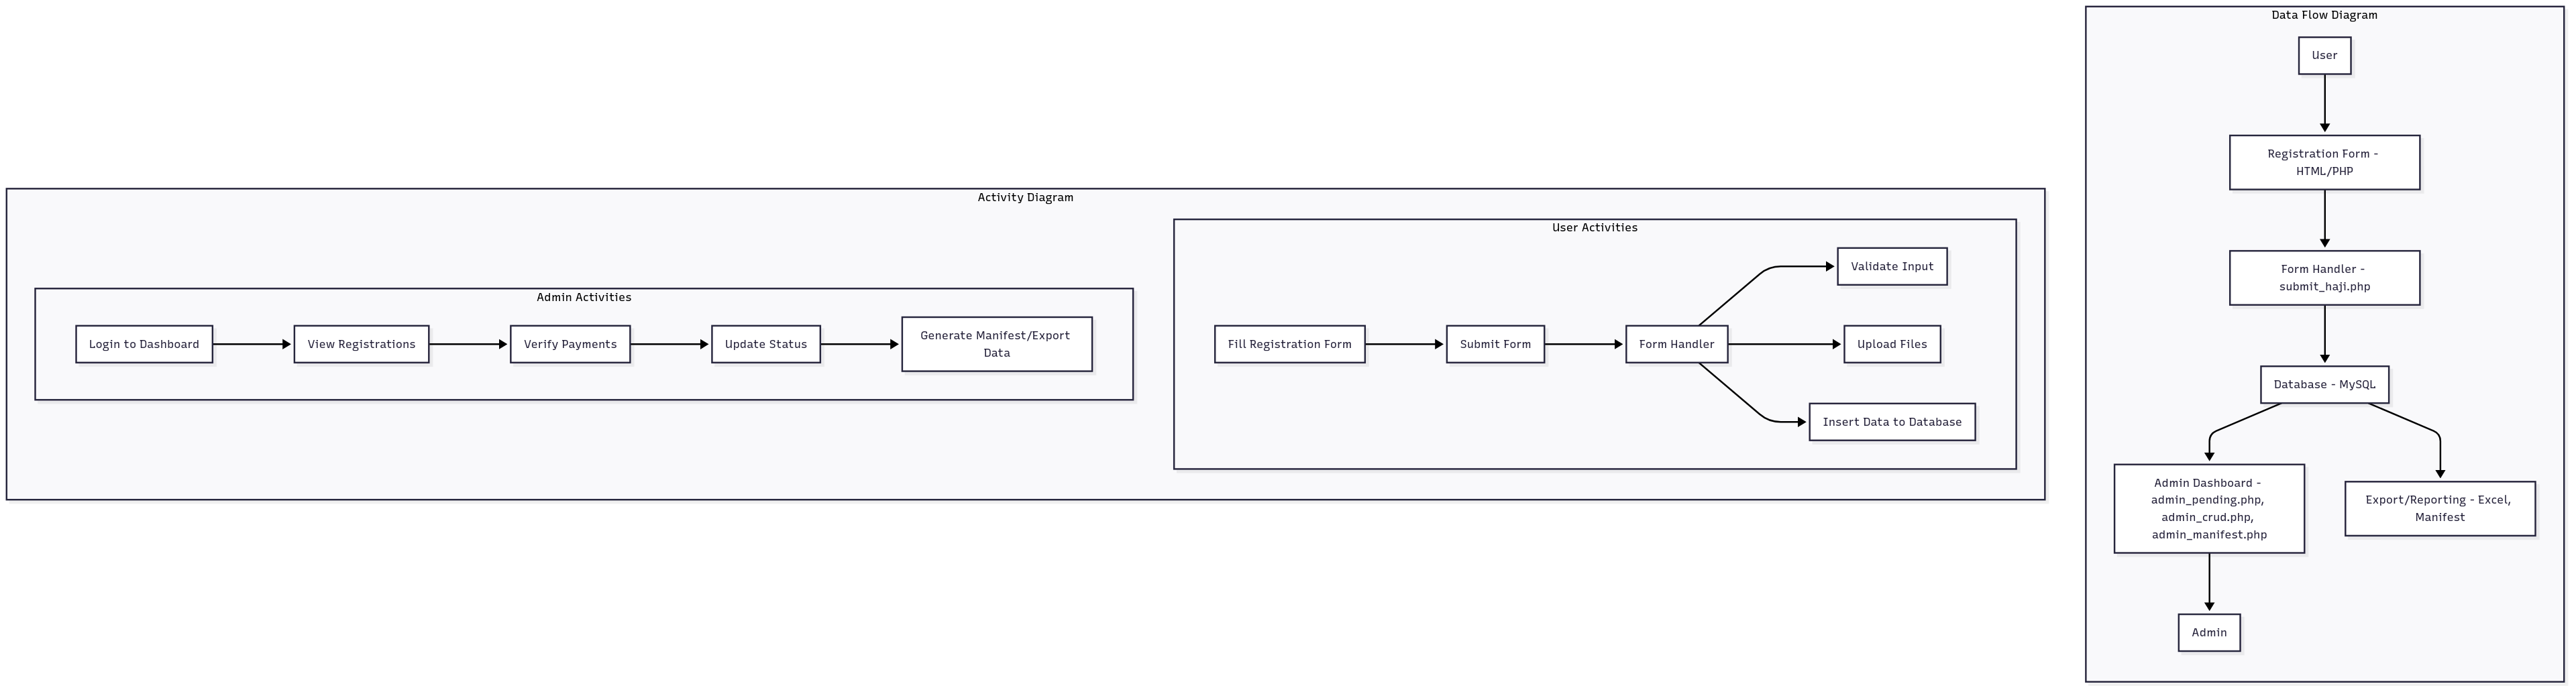 Activity Diagram
Admin Activities
Login to Dashboard
View Registrations
Verify Payments
Update Status
Generate Manifest/Export
Data
User Activities
Fill Registration Form
Submit Form
Form Handler
Validate Input
Upload Files
Insert Data to Database
Data Flow Diagram
User
Registration Form -
HTML/PHP
Form Handler -
submit_haji.php
Database - MySQL
Admin Dashboard -
admin_pending.php,
admin_crud.php,
admin_manifest.php
Export/Reporting - Excel,
Manifest
Admin